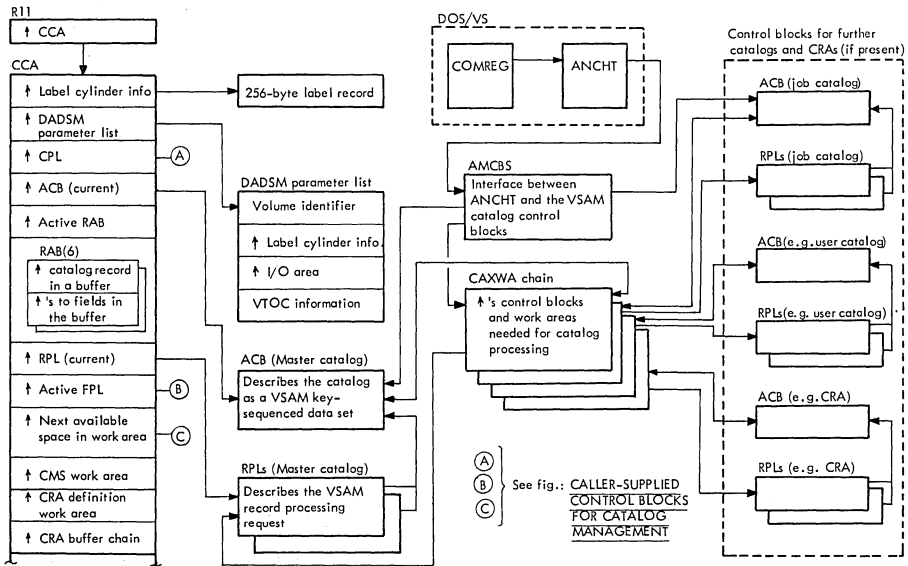 R11
↑ CCA
CCA
↑ Label cylinder info
↑ DADSM
parameter list
↑ CPL
A
↑ ACB (current)
↑ Active RAB
RAB(6)
↑ catalog record
in a buffer
↑'s to fields in
the buffer
↑ RPL (current)
↑ Active FPL
B
↑ Next available
space in work area
C
↑ CMS work area
↑ CRA definition
work area
↑ CRA buffer chain
256-byte label record
DADSM parameter list
Volume identifier
↑ Label cylinder info.
↑ I/O area
VTOC information
ACB (Master catalog)
Describes the catalog
as a VSAM key-
sequenced data set
RPLs (Master catalog)
Describes the VSAM
record processing
request
DOS/VS
COMREG
ANCHT
AMCBS
Interface between
ANCHT and the VSAM
catalog control
blocks
CAXWA chain
↑'s control blocks
and work areas
needed for catalog
processing
A
B
C
See fig.: CALLER-SUPPLIED
CONTROL BLOCKS
FOR CATALOG
MANAGEMENT
Control blocks for further
catalogs and CRAs (if present)
ACB (job catalog)
RPLs (job catalog)
ACB(e.g.user catalog)
RPLs(e.g. user catalog)
ACB (e.g.CRA)
RPLs (e.g. CRA)